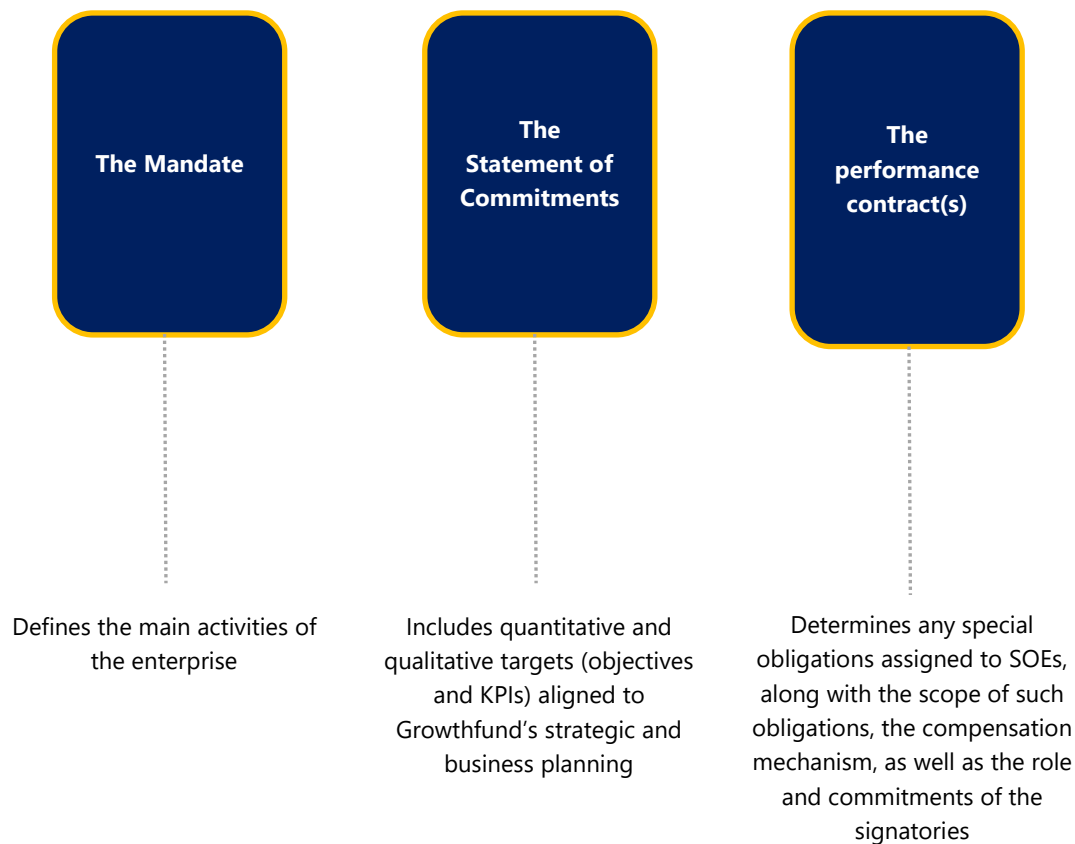 The Mandate
Defines the main activities of
the enterprise
The
Statement of
Commitments
Includes quantitative and
qualitative targets (objectives
and KPIs) aligned to
Growthfund’s strategic and
business planning
The
performance
contract(s)
Determines any special
obligations assigned to SOEs,
along with the scope of such
obligations, the compensation
mechanism, as well as the role
and commitments of the
signatories